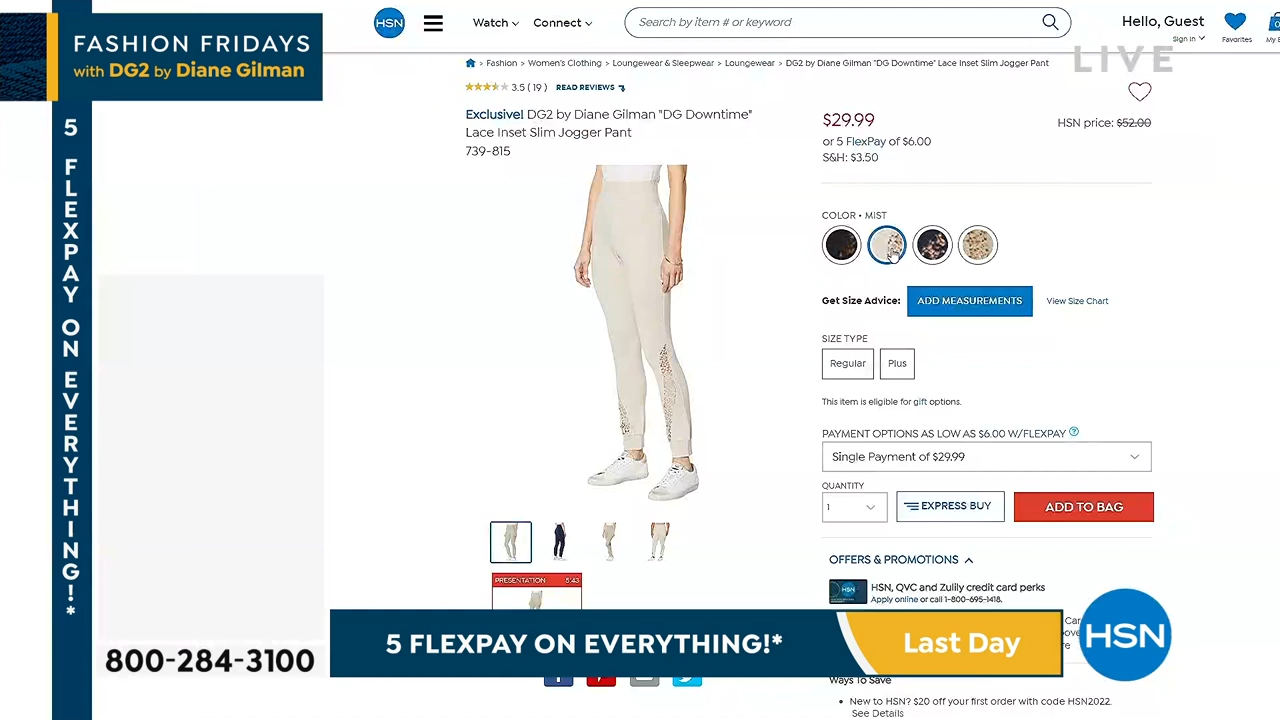 FASHION FRIDAYS
with DG2 by Diane Gilman
5 FLEXPAY ON EVERYTHING!*
800-284-3100
HSN
Watch
Connect
Search by item # or keyword
Hello, Guest
Sign In
Favorites
LIVE
> Fashion > Women's Clothing > Loungewear & Sleepwear > Loungewear > DG2 by Diane Gilman "DG Downtime" Lace Inset Slim Jogger Pant
3.5 ( 19 ) READ REVIEWS
Exclusive! DG2 by Diane Gilman "DG Downtime"
Lace Inset Slim Jogger Pant
739-815
$29.99
HSN price: $52.00
or 5 FlexPay of $6.00
S&H: $3.50
COLOR • MIST
Get Size Advice: ADD MEASUREMENTS View Size Chart
SIZE TYPE
Regular Plus
This item is eligible for gift options.
PAYMENT OPTIONS AS LOW AS $6.00 W/FLEXPAY ?
Single Payment of $29.99
QUANTITY
1
EXPRESS BUY
ADD TO BAG
OFFERS & PROMOTIONS
HSN
HSN, QVC and Zulily credit card perks
Apply online or call 1-800-695-1418.
PRESENTATION 5:43
5 FLEXPAY ON EVERYTHING!*
Last Day
HSN
Ways To Save
• New to HSN? $20 off your first order with code HSN2022.
See Details